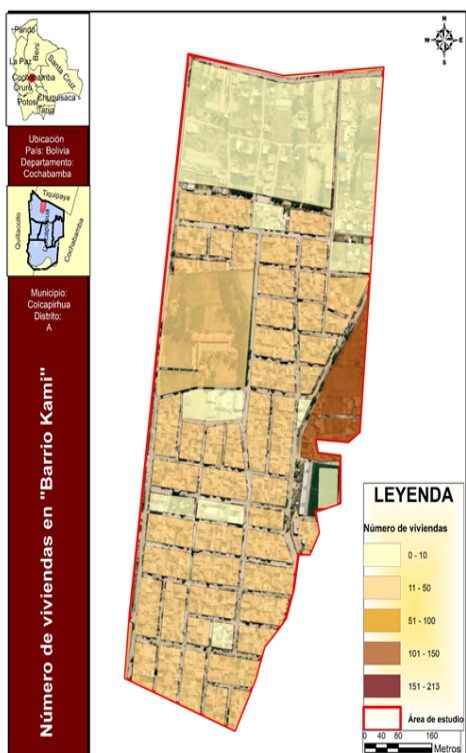 Pando
Beni
La Paz
Santa Cruz
Cochabamba
Oruro
Chuquisaca
Potosí
Tarija
Ubicación
País: Bolivia
Departamento:
Cochabamba
Tiquipaya
Quillacollo
Colcapirhua
Cochabamba
Municipio:
Colcapirhua
Distrito:
A
Número de viviendas en "Barrio Kami"
N
W E
S
LEYENDA
Número de viviendas
0 - 10
11 - 50
51 - 100
101 - 150
151 - 213
Área de estudio
0 40 80 160
Metros